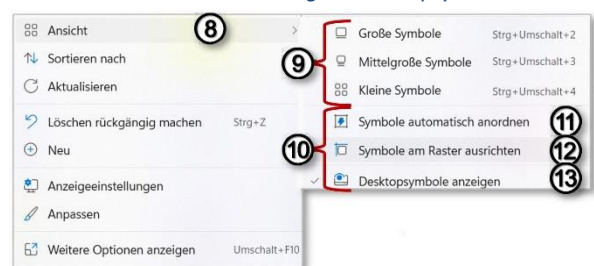 Ansicht 8
Sortieren nach
Aktualisieren
Löschen rückgängig machen Strg+Z
Neu
Anzeigeeinstellungen
Anpassen
Weitere Optionen anzeigen Umschalt+F10
9
Große Symbole Strg+Umschalt+2
Mittelgroße Symbole Strg+Umschalt+3
Kleine Symbole Strg+Umschalt+4
10
Symbole automatisch anordnen 11
Symbole am Raster ausrichten 12
Desktopsymbole anzeigen 13